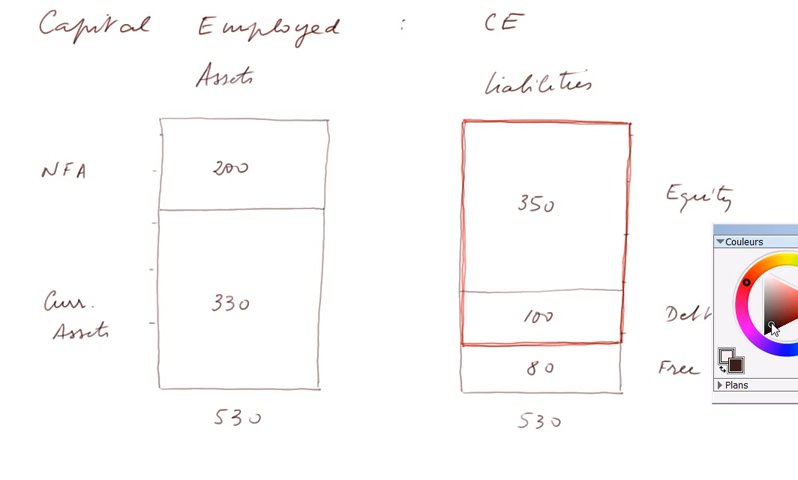 Capital Employed : CE
Assets
Liabilities
NFA
200
350
Equity
Curr.
Assets
330
100
Debt
80
Free
530
530
Couleurs
Plans